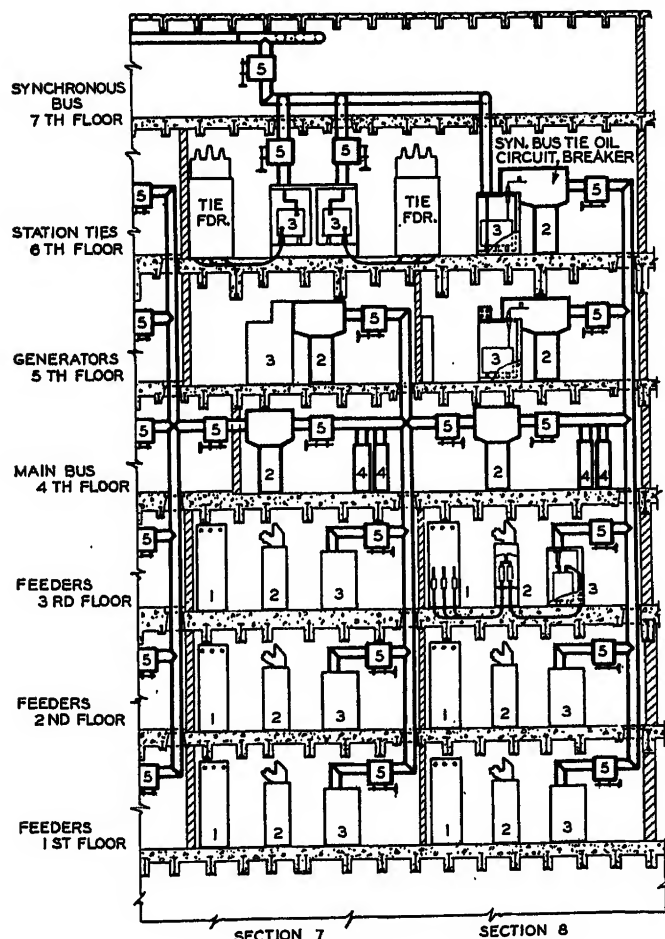 5
SYNCHRONOUS
BUS
7 TH FLOOR
5 5
SYN. BUS TIE OIL
CIRCUIT BREAKER
5 TIE
FDR. 3 3 TIE
FDR. 3 2 5
STATION TIES
6 TH FLOOR
5 3 2 5 3 2 5
GENERATORS
5 TH FLOOR
5 5 2 5 4 4 5 2 5 4 4
MAIN BUS
4 TH FLOOR
5 1 2 3 5 1 2 3 5
FEEDERS
3 RD FLOOR
5 1 2 3 5 1 2 3 5
FEEDERS
2 ND FLOOR
5 1 2 3 5 1 2 3 5
FEEDERS
1 ST FLOOR
SECTION 7 SECTION 8